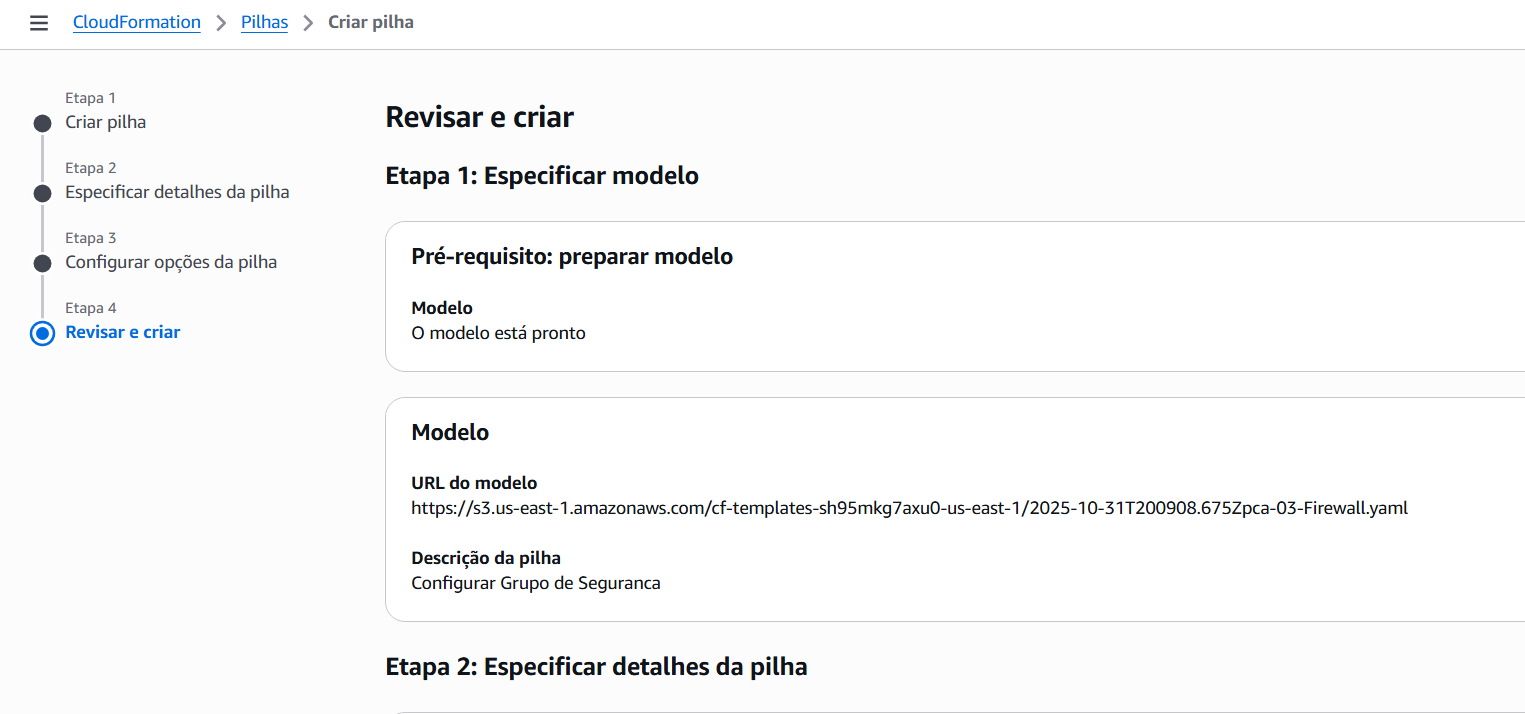 CloudFormation > Pilhas > Criar pilha
Etapa 1
Criar pilha
Etapa 2
Especificar detalhes da pilha
Etapa 3
Configurar opções da pilha
Etapa 4
Revisar e criar
Revisar e criar
Etapa 1: Especificar modelo
Pré-requisito: preparar modelo
Modelo
O modelo está pronto
Modelo
URL do modelo
https://s3.us-east-1.amazonaws.com/cf-templates-sh95mkg7axu0-us-east-1/2025-10-31T200908.675Zpca-03-Firewall.yaml
Descrição da pilha
Configurar Grupo de Seguranca
Etapa 2: Especificar detalhes da pilha